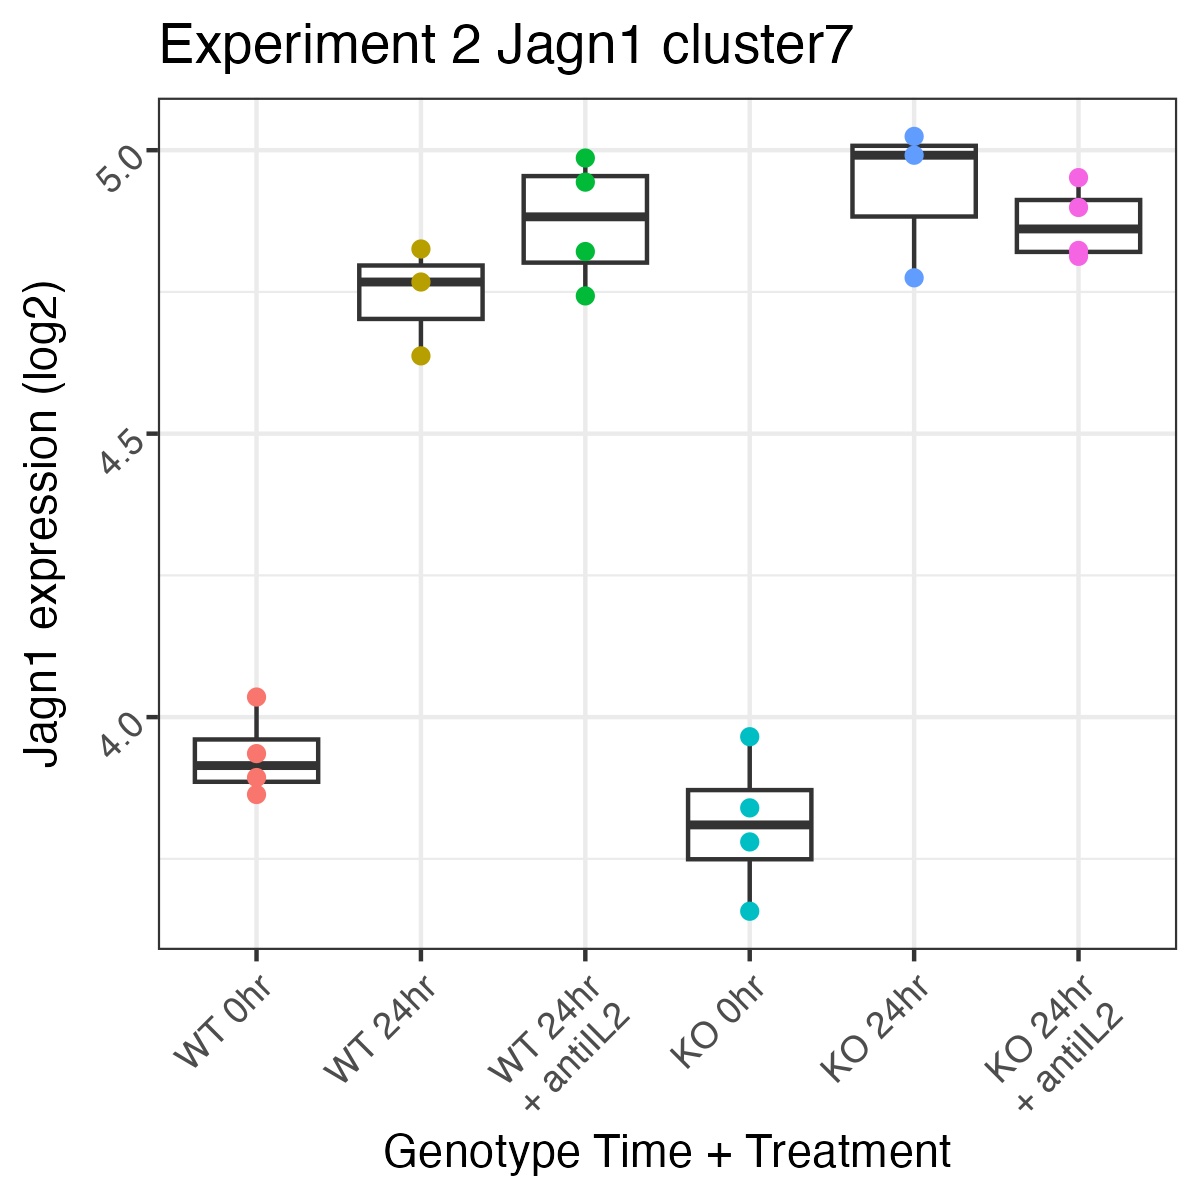 Experiment 2 Jagn1 cluster7
Jagn1 expression (log2)
5.0
4.5
4.0
WT 0hr
WT 24hr
WT 24hr
+ antiIL2
KO 0hr
KO 24hr
KO 24hr
+ antiIL2
Genotype Time + Treatment